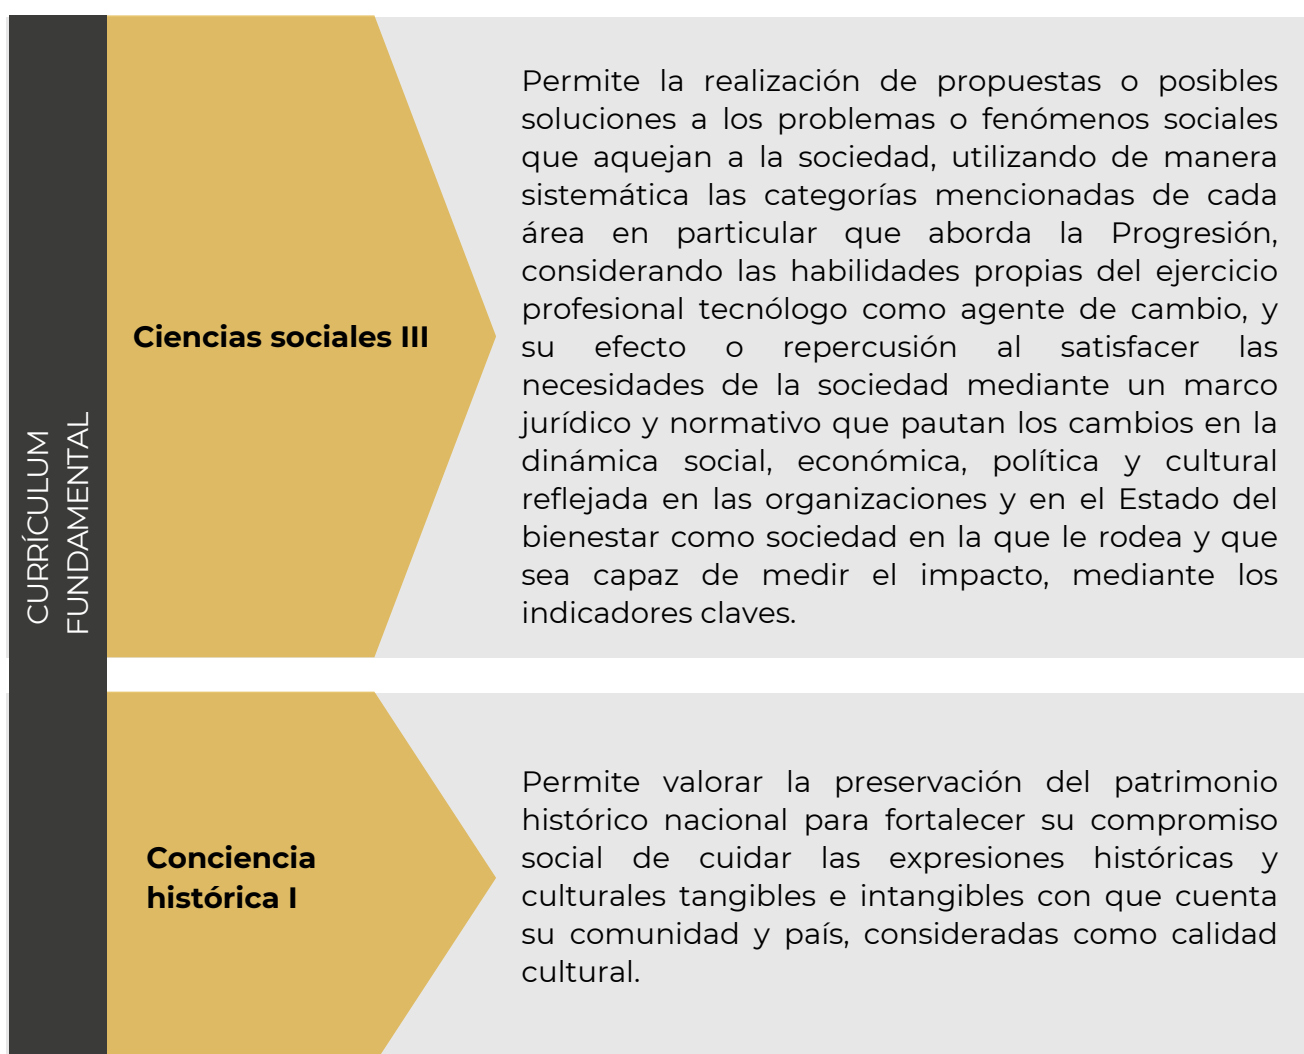 CURRÍCULUM
FUNDAMENTAL
Ciencias sociales III
Permite la realización de propuestas o posibles
soluciones a los problemas o fenómenos sociales
que aquejan a la sociedad, utilizando de manera
sistemática las categorías mencionadas de cada
área en particular que aborda la Progresión,
considerando las habilidades propias del ejercicio
profesional tecnólogo como agente de cambio, y
su efecto o repercusión al satisfacer las
necesidades de la sociedad mediante un marco
jurídico y normativo que pautan los cambios en la
dinámica social, económica, política y cultural
reflejada en las organizaciones y en el Estado del
bienestar como sociedad en la que le rodea y que
sea capaz de medir el impacto, mediante los
indicadores claves.
Conciencia
histórica I
Permite valorar la preservación del patrimonio
histórico nacional para fortalecer su compromiso
social de cuidar las expresiones históricas y
culturales tangibles e intangibles con que cuenta
su comunidad y país, consideradas como calidad
cultural.